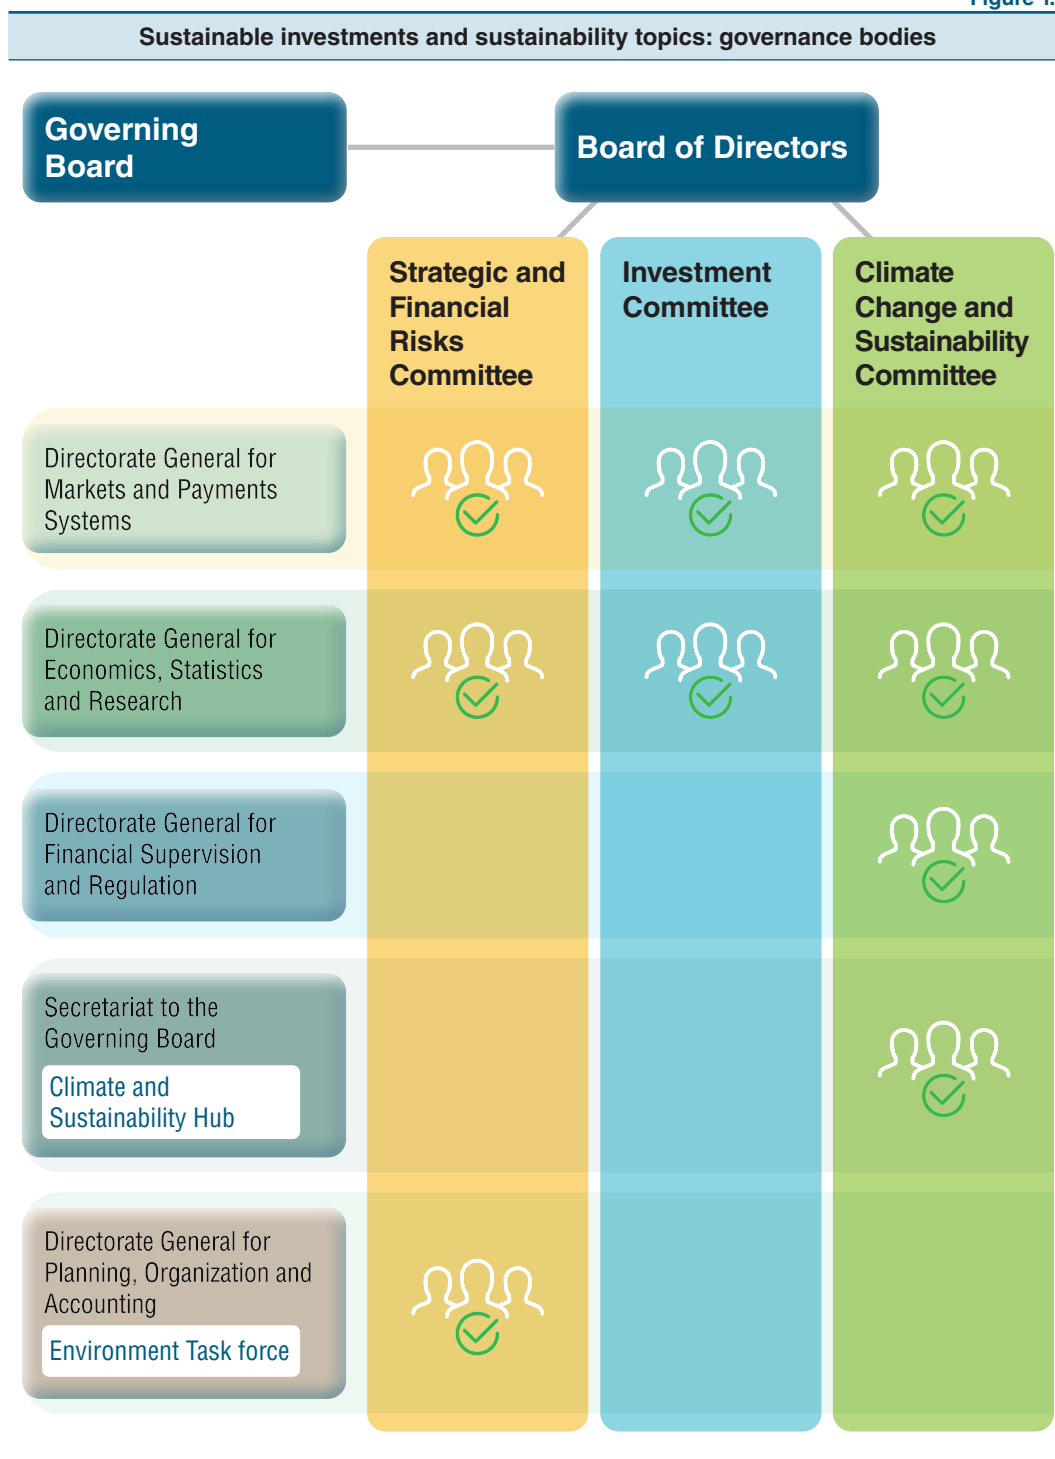 Figure 1.
Sustainable investments and sustainability topics: governance bodies
Governing
Board
Board of Directors
Strategic and
Financial
Risks
Committee
Investment
Committee
Climate
Change and
Sustainability
Committee
Directorate General for
Markets and Payments
Systems
Directorate General for
Economics, Statistics
and Research
Directorate General for
Financial Supervision
and Regulation
Secretariat to the
Governing Board
Climate and
Sustainability Hub
Directorate General for
Planning, Organization and
Accounting
Environment Task force